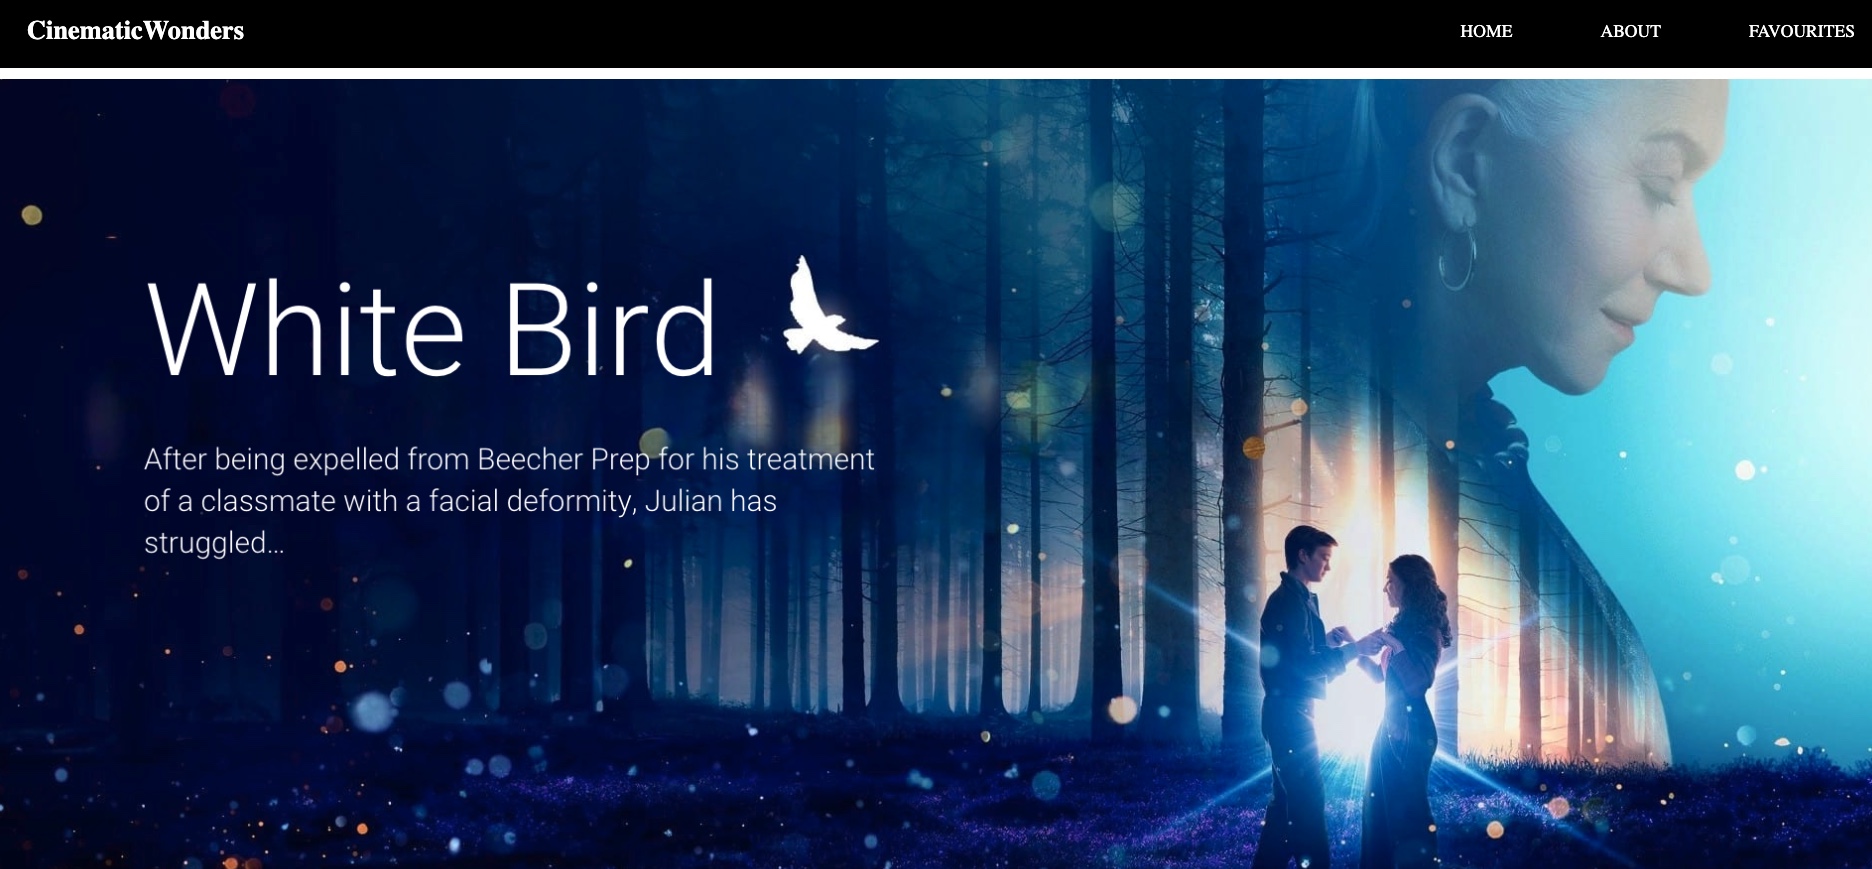 CinematicWonders
HOME ABOUT FAVOURITES
White Bird
After being expelled from Beecher Prep for his treatment
of a classmate with a facial deformity, Julian has
struggled...